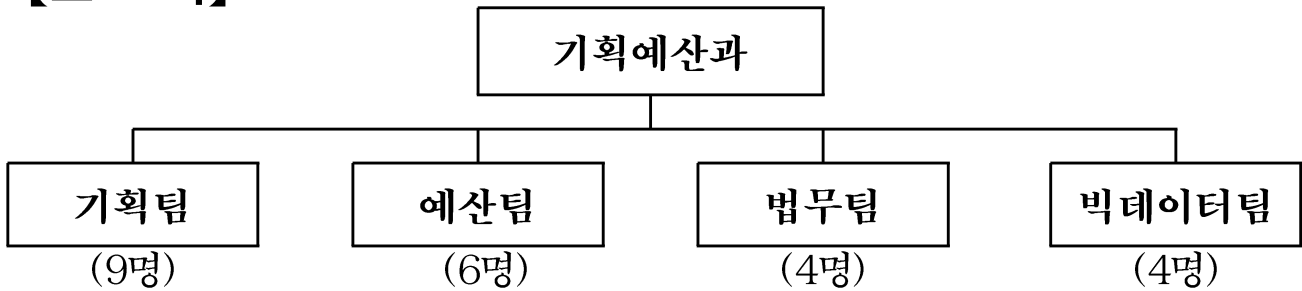 기획예산과
기획팀 예산팀 법무팀 빅데이터팀
(9명) (6명) (4명) (4명)